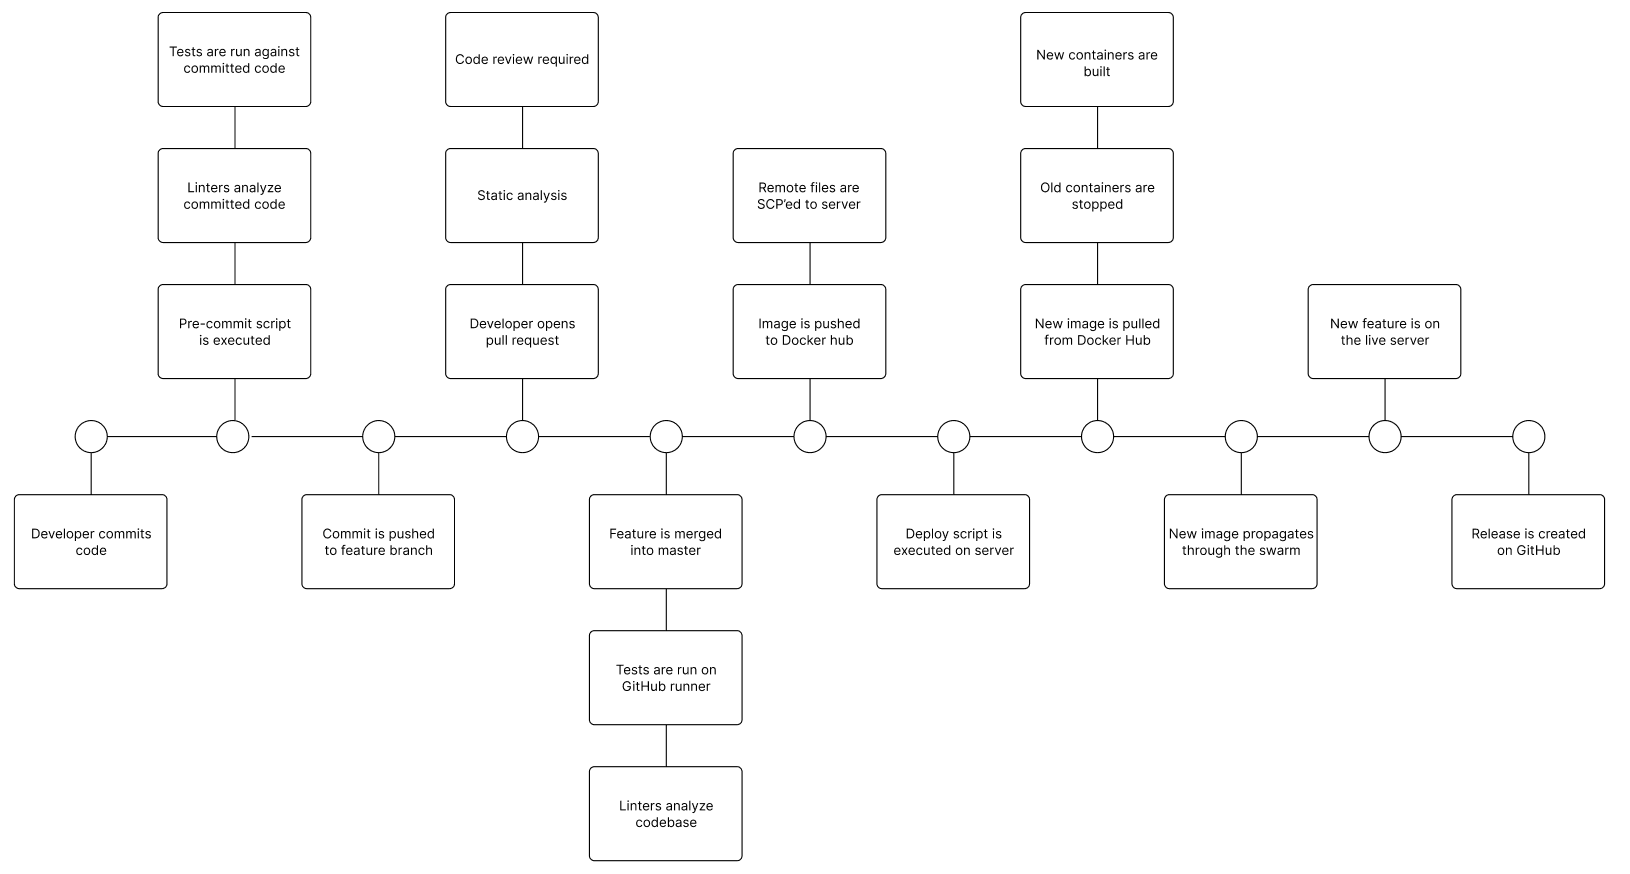 Tests are run against
committed code
Code review required
New containers are
built
Linters analyze
committed code
Static analysis
Remote files are
SCP'ed to server
Old containers are
stopped
Pre-commit script
is executed
Developer opens
pull request
Image is pushed
to Docker hub
New image is pulled
from Docker Hub
New feature is on
the live server
Developer commits
code
Commit is pushed
to feature branch
Feature is merged
into master
Deploy script is
executed on server
New image propagates
through the swarm
Release is created
on GitHub
Tests are run on
GitHub runner
Linters analyze
codebase